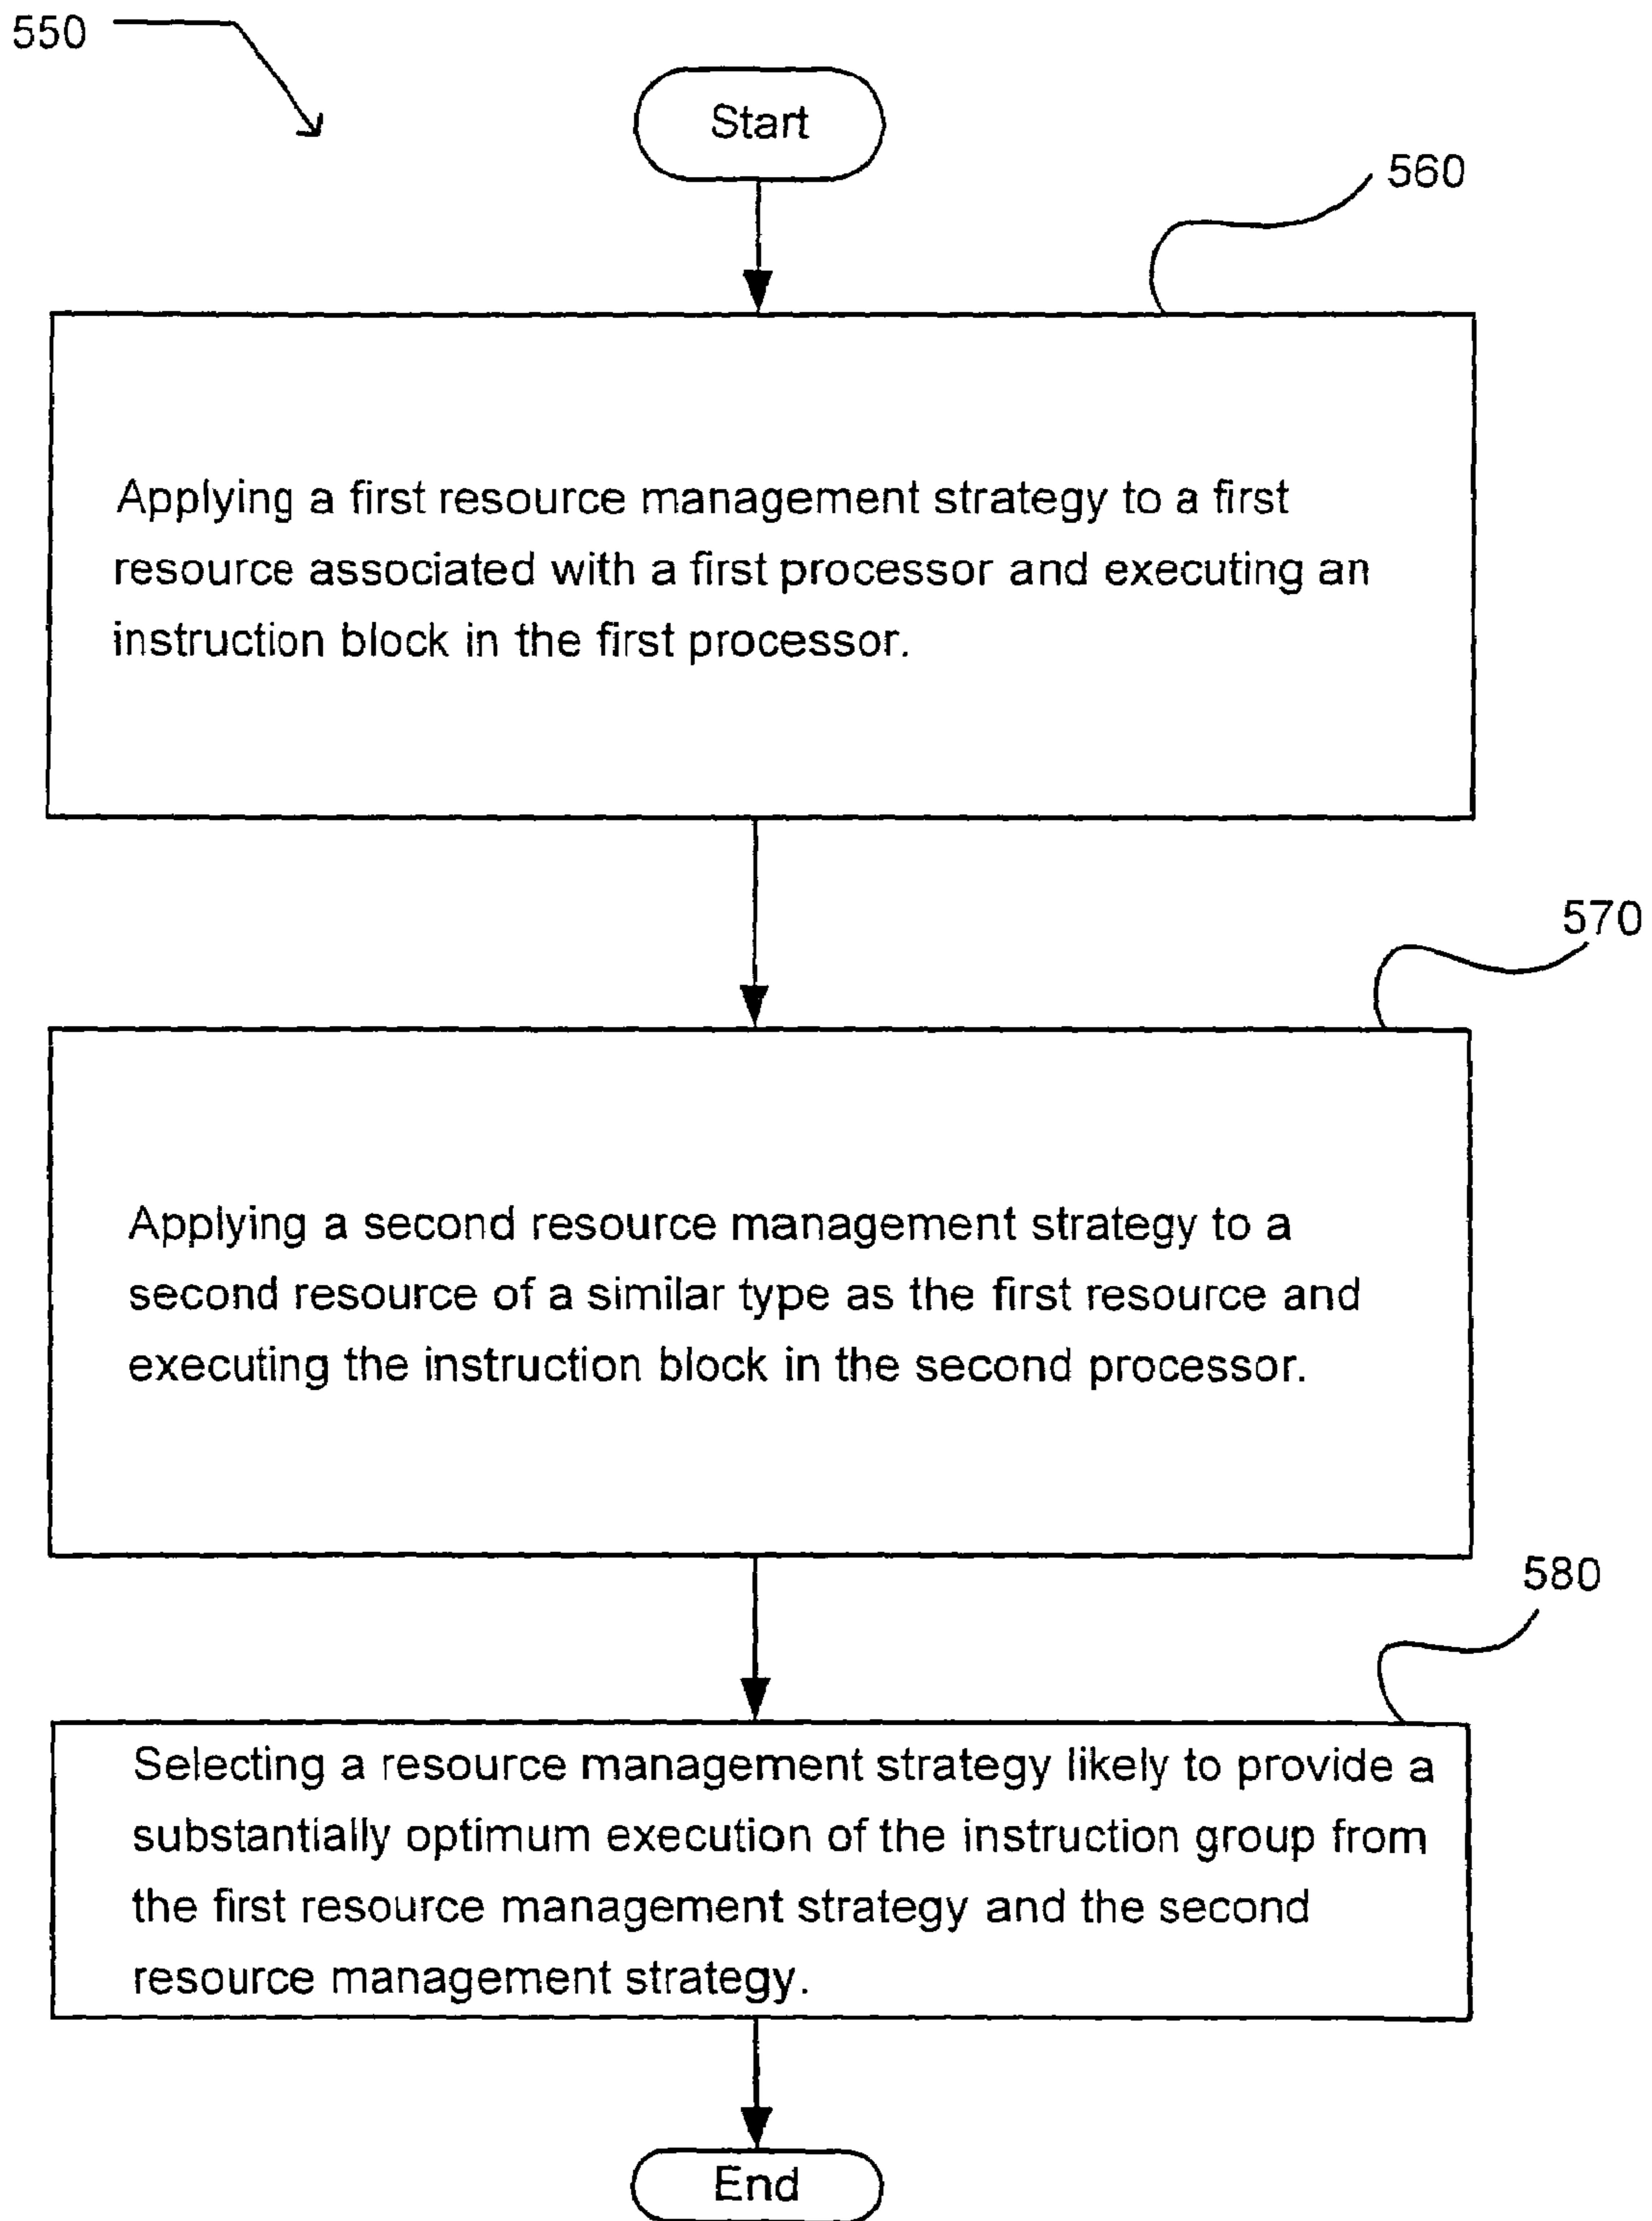 550
Start
560
Applying a first resource management strategy to a first
resource associated with a first processor and executing an
instruction block in the first processor.
570
Applying a second resource management strategy to a
second resource of a similar type as the first resource and
executing the instruction block in the second processor.
580
Selecting a resource management strategy likely to provide a
substantially optimum execution of the instruction group from
the first resource management strategy and the second
resource management strategy.
End